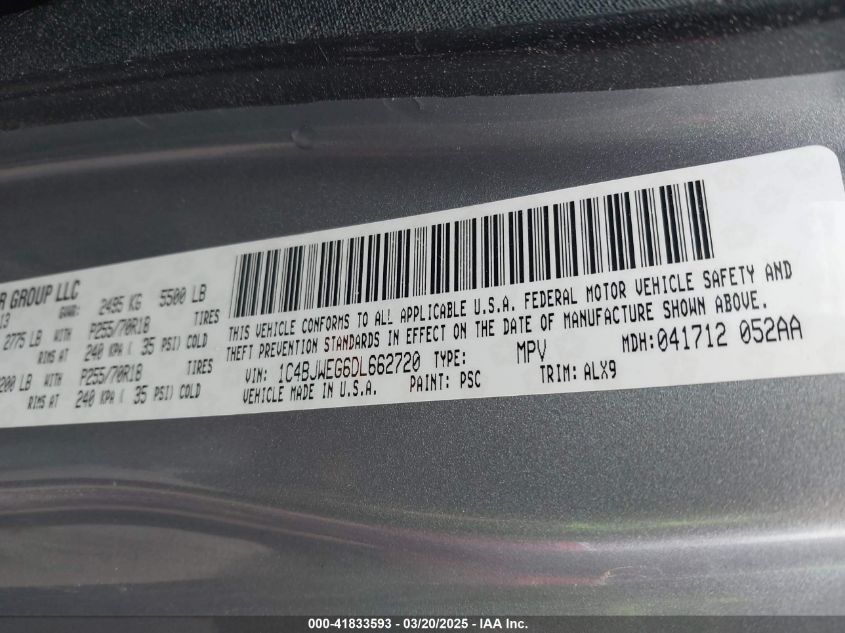 R GROUP LLC
13 GVWR: 2495 KG 5500 LB
2775 LB WITH P255/70R18 TIRES
RIMS AT 240 KPA ( 35 PSI) COLD
200 LB WITH P255/70R18 TIRES
RIMS AT 240 KPA ( 35 PSI) COLD
THIS VEHICLE CONFORMS TO ALL APPLICABLE U.S.A. FEDERAL MOTOR VEHICLE SAFETY AND
THEFT PREVENTION STANDARDS IN EFFECT ON THE DATE OF MANUFACTURE SHOWN ABOVE.
VIN: 1C4BJWEG6DL662720 TYPE: MPV MDH:041712 052AA
VEHICLE MADE IN U.S.A. PAINT: PSC TRIM: ALX9
000-41833593 — 03/20/2025 — IAA Inc.